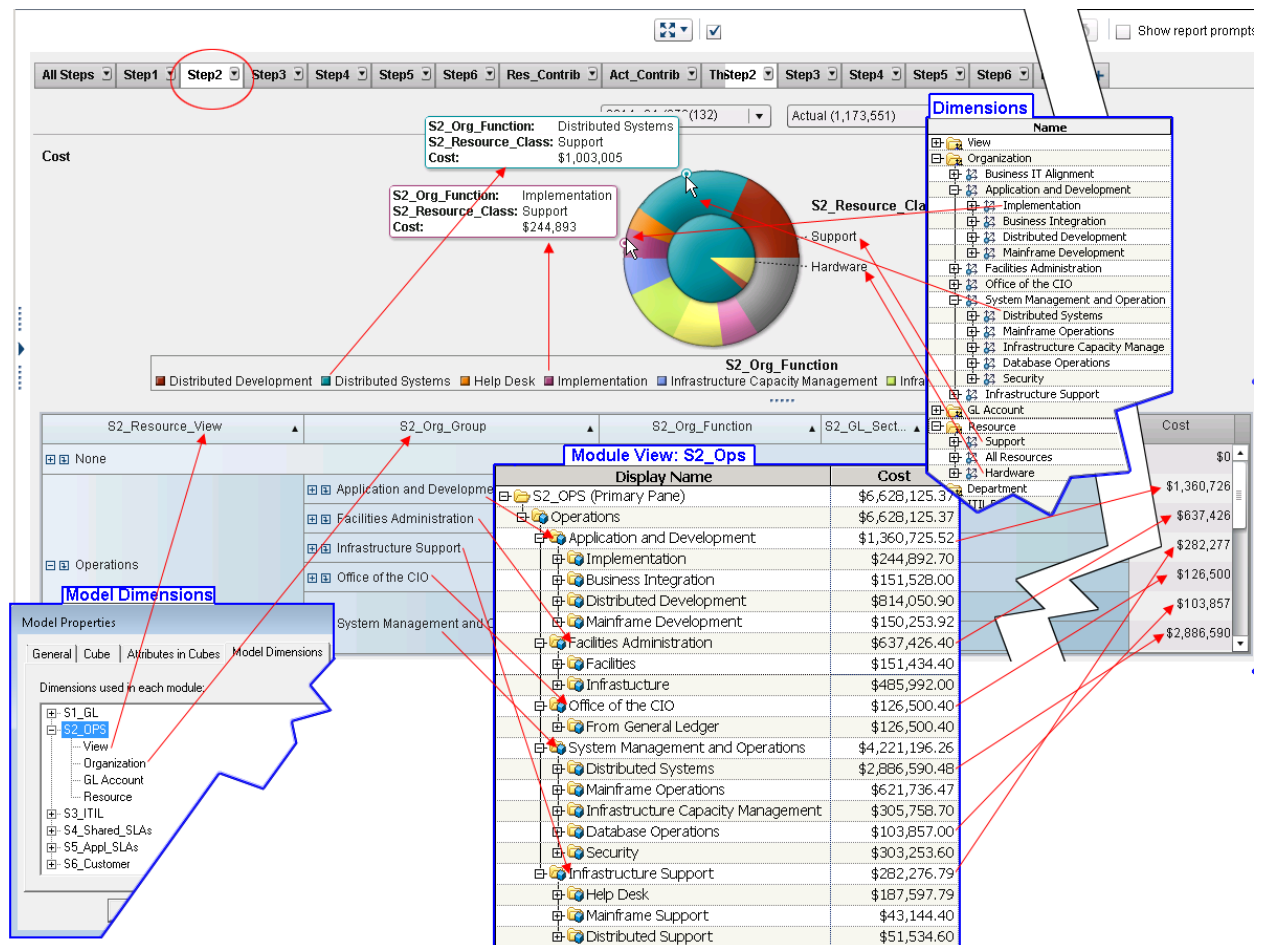 Show report prompts
All Steps Step1 Step2 Step3 Step4 Step5 Step6 Res_Contrib Act_Contrib Th Step2 Step3 Step4 Step5 Step6
(132) Actual (1,173,551)
Cost
S2_Org_Function: Distributed Systems
S2_Resource_Class: Support
Cost: $1,003,005
S2_Org_Function: Implementation
S2_Resource_Class: Support
Cost: $244,893
S2_Resource_Cla
Support
Hardware
S2_Org_Function
Distributed Development Distributed Systems Help Desk Implementation Infrastructure Capacity Management Infra
Dimensions
Name
View
Organization
Business IT Alignment
Application and Development
Implementation
Business Integration
Distributed Development
Mainframe Development
Facilities Administration
Office of the CIO
System Management and Operation
Distributed Systems
Mainframe Operations
Infrastructure Capacity Manage
Database Operations
Security
Infrastructure Support
GL Account
Resource
Support
All Resources
Hardware
Department
S2_Resource_View S2_Org_Group S2_Org_Function S2_GL_Sect... Cost
None $0
Application and Developme $1,360,726
Facilities Administration $637,426
Infrastructure Support $282,277
Operations
Office of the CIO $126,500
$103,857
System Management and O $2,886,590
Module View: S2_Ops
Display Name Cost
S2_OPS (Primary Pane) $6,628,125.37
Operations $6,628,125.37
Application and Development $1,360,725.52
Implementation $244,892.70
Business Integration $151,528.00
Distributed Development $814,050.90
Mainframe Development $150,253.92
Facilities Administration $637,426.40
Facilities $151,434.40
Infrastucture $485,992.00
Office of the CIO $126,500.40
From General Ledger $126,500.40
System Management and Operations $4,221,196.26
Distributed Systems $2,886,590.48
Mainframe Operations $621,736.47
Infrastructure Capacity Management $305,758.70
Database Operations $103,857.00
Security $303,253.60
Infrastructure Support $282,276.79
Help Desk $187,597.79
Mainframe Support $43,144.40
Distributed Support $51,534.60
Model Dimensions
Model Properties
General Cube Attributes in Cubes Model Dimensions
Dimensions used in each module:
S1_GL
S2_OPS
View
Organization
GL Account
Resource
S3_ITIL
S4_Shared_SLAs
S5_Appl_SLAs
S6_Customer